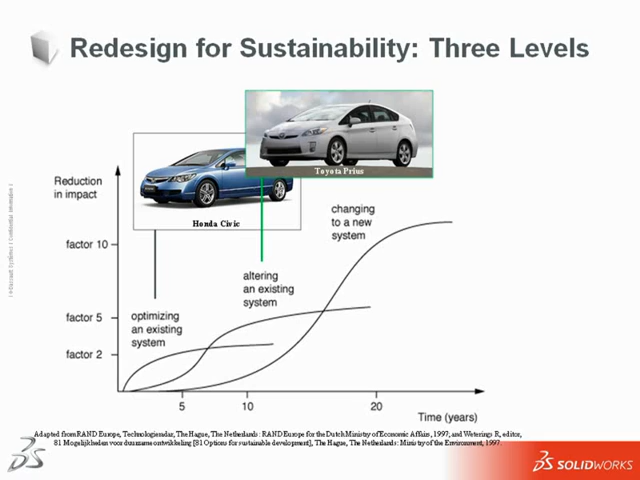 Redesign for Sustainability: Three Levels
Toyota Prius
Honda Civic
Reduction
in impact
changing
to a new
system
factor 10
altering
an existing
system
factor 5
optimizing
an existing
system
factor 2
5
10
20
Time (years)
Adapted from RAND Europe, Technologieradar, The Hague, The Netherlands: RAND Europe for the Dutch Ministry of Economic Affairs, 1997; and Weterings R, editor,
81 Mogelijkheden voor duurzame ontwikkeling [81 Options for sustainable development], The Hague, The Netherlands: Ministry of the Environment, 1997.
SOLIDWORKS